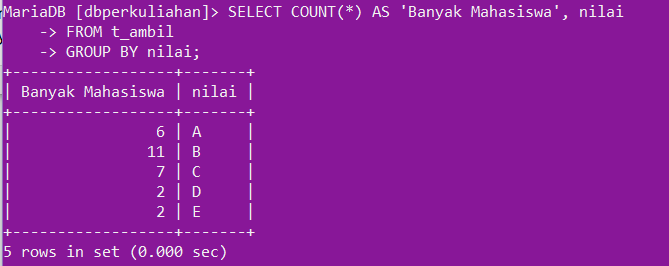 MariaDB [dbperkuliahan]> SELECT COUNT(*) AS 'Banyak Mahasiswa', nilai
    -> FROM t_ambil
    -> GROUP BY nilai;
+------------------+-------+
| Banyak Mahasiswa | nilai |
+------------------+-------+
|                6 | A     |
|               11 | B     |
|                7 | C     |
|                2 | D     |
|                2 | E     |
+------------------+-------+
5 rows in set (0.000 sec)